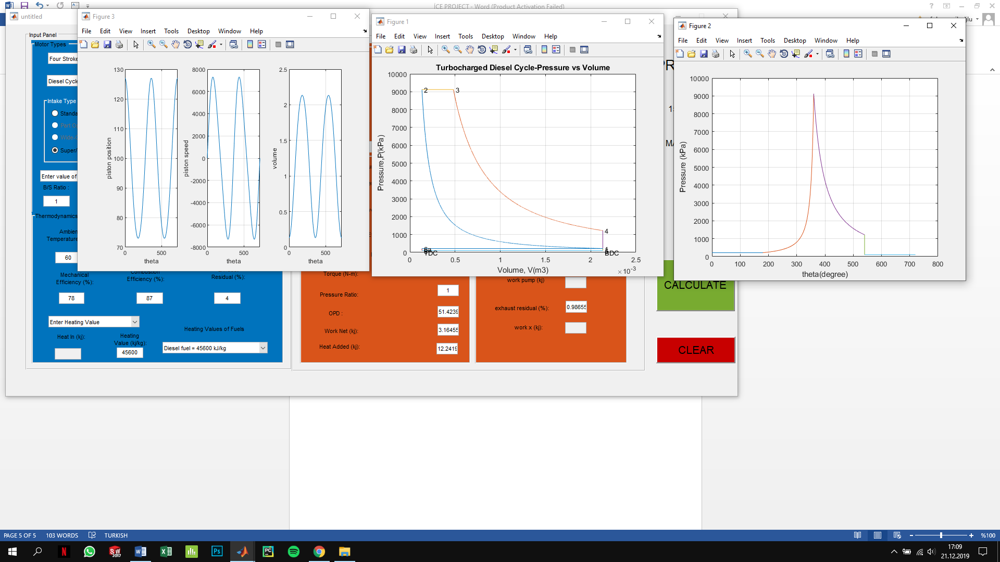 İCE PROJECT - Word (Product Activation Failed)
untitled
Input Panel
Motor Types
Four Stroke
Diesel Cycle
Intake Type
Standa
Part Op
Wide-
Super/
Enter value of
B/S Ratio :
1
Thermodynamics
Ambien
Temperature
60
Mechanical
Efficiency (%):
78
Combustion
Efficiency (%):
87
Residual (%):
4
Enter Heating Value
Heat In (kj):
Heating
Value (kj/kg):
45600
Heating Values of Fuels
Diesel fuel = 45600 kJ/kg
Figure 3
File Edit View Insert Tools Desktop Window Help
130
120
110
100
90
80
70
piston position
0 500
theta
8000
6000
4000
2000
0
-2000
-4000
-6000
-8000
piston speed
0 500
theta
2.5
2
1.5
1
0.5
0
volume
0 500
theta
Figure 1
File Edit View Insert Tools Desktop Window Help
Turbocharged Diesel Cycle-Pressure vs Volume
10000
9000
8000
7000
6000
5000
4000
3000
2000
1000
0
Pressure,P(kPa)
2
3
4
TDC
BDC
0 0.5 1 1.5 2 2.5
Volume, V(m3)
×10-3
Figure 2
File Edit View Insert Tools Desktop Window Help
10000
9000
8000
7000
6000
5000
4000
3000
2000
1000
0
Pressure (kPa)
0 100 200 300 400 500 600 700 800
theta(degree)
Torque (N-m):
Pressure Ratio:
1
OPD :
51.4239
Work Net (kj):
3.16455
Heat Added (kj):
12.2419
work pump (kj)
exhaust residual (%):
0.98655
work x (kj):
CALCULATE
CLEAR
PAGE 5 OF 5 103 WORDS TURKISH
%100
N
SW
2017
Ps
PC
17:09
21.12.2019